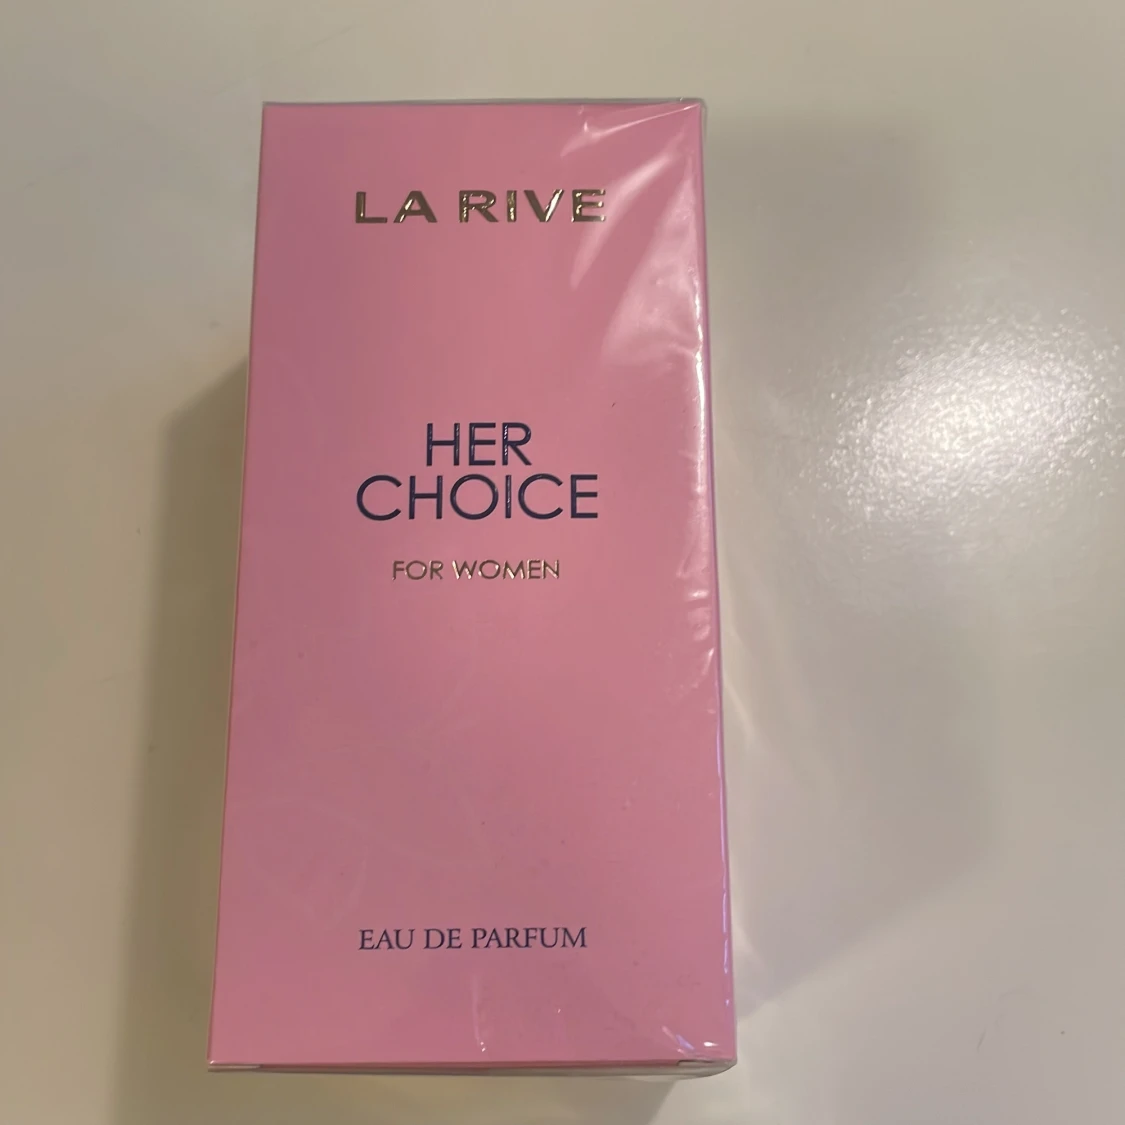 LA RIVE
HER
CHOICE
FOR WOMEN
EAU DE PARFUM